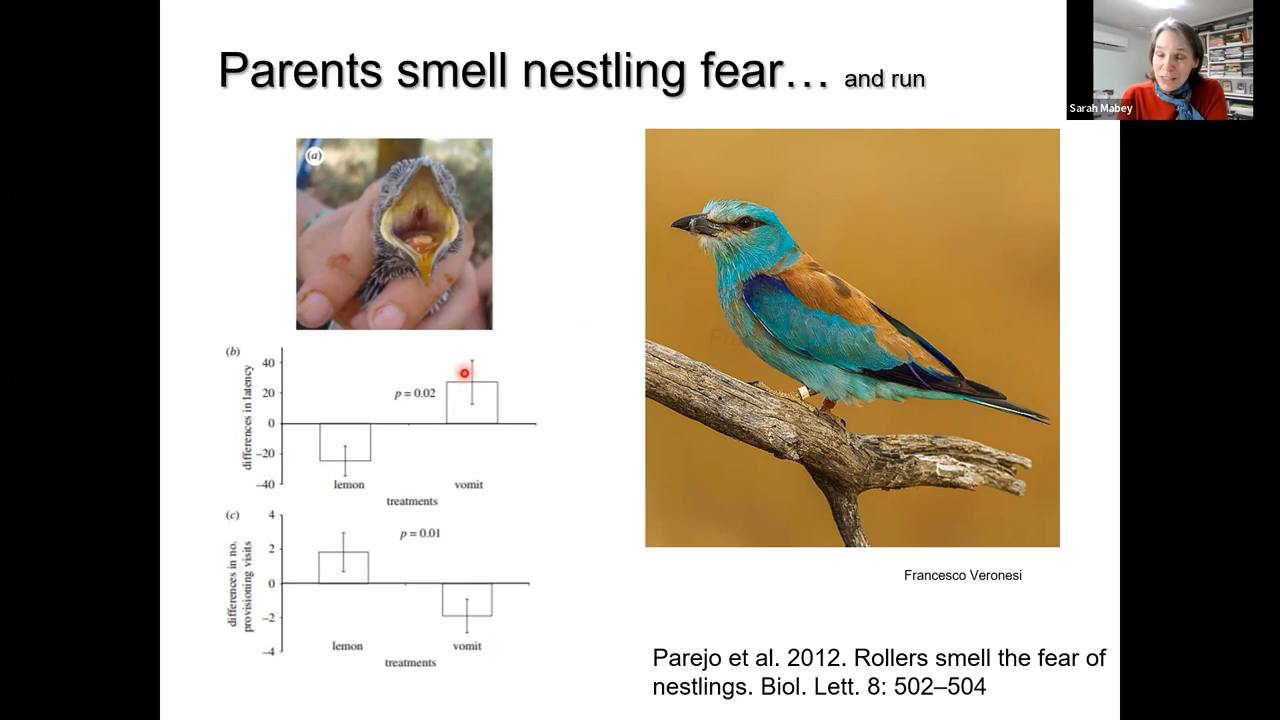 Parents smell nestling fear… and run
Sarah Mabey
(a)
(b)
differences in latency
40
20
0
–20
–40
p = 0.02
lemon
vomit
treatments
(c)
differences in no.
provisioning visits
4
2
0
–2
–4
p = 0.01
lemon
vomit
treatments
Francesco Veronesi
Parejo et al. 2012. Rollers smell the fear of
nestlings. Biol. Lett. 8: 502–504